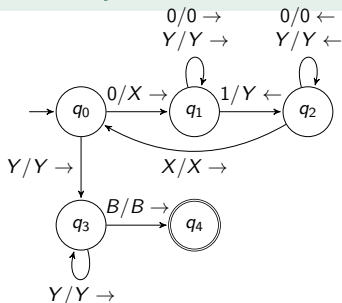 0/0 → 0/0 ←
Y/Y → Y/Y ←
0/X → 1/Y ←
q0 q1 q2
Y/Y → X/X →
B/B →
q3 q4
Y/Y →